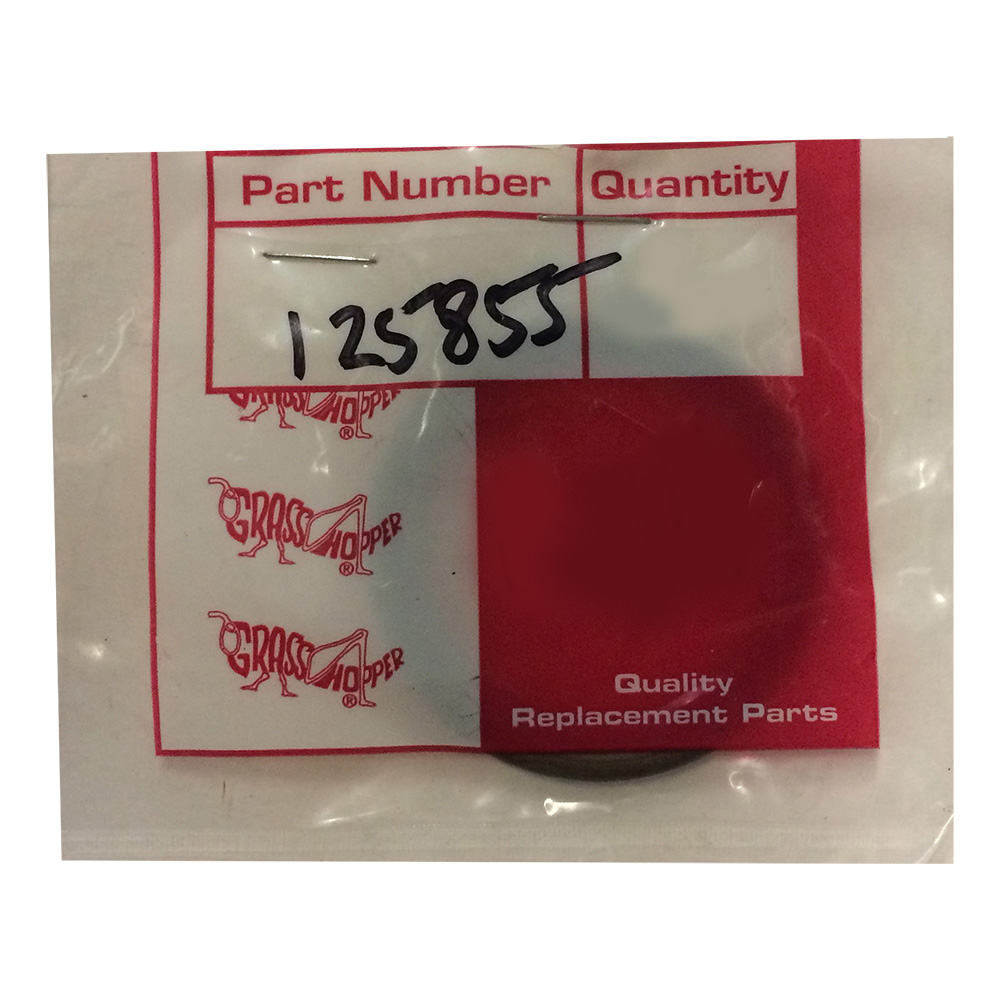 Part Number Quantity
125855
GRASSHOPPER®
GRASSHOPPER®
GRASSHOPPER®
Quality
Replacement Parts